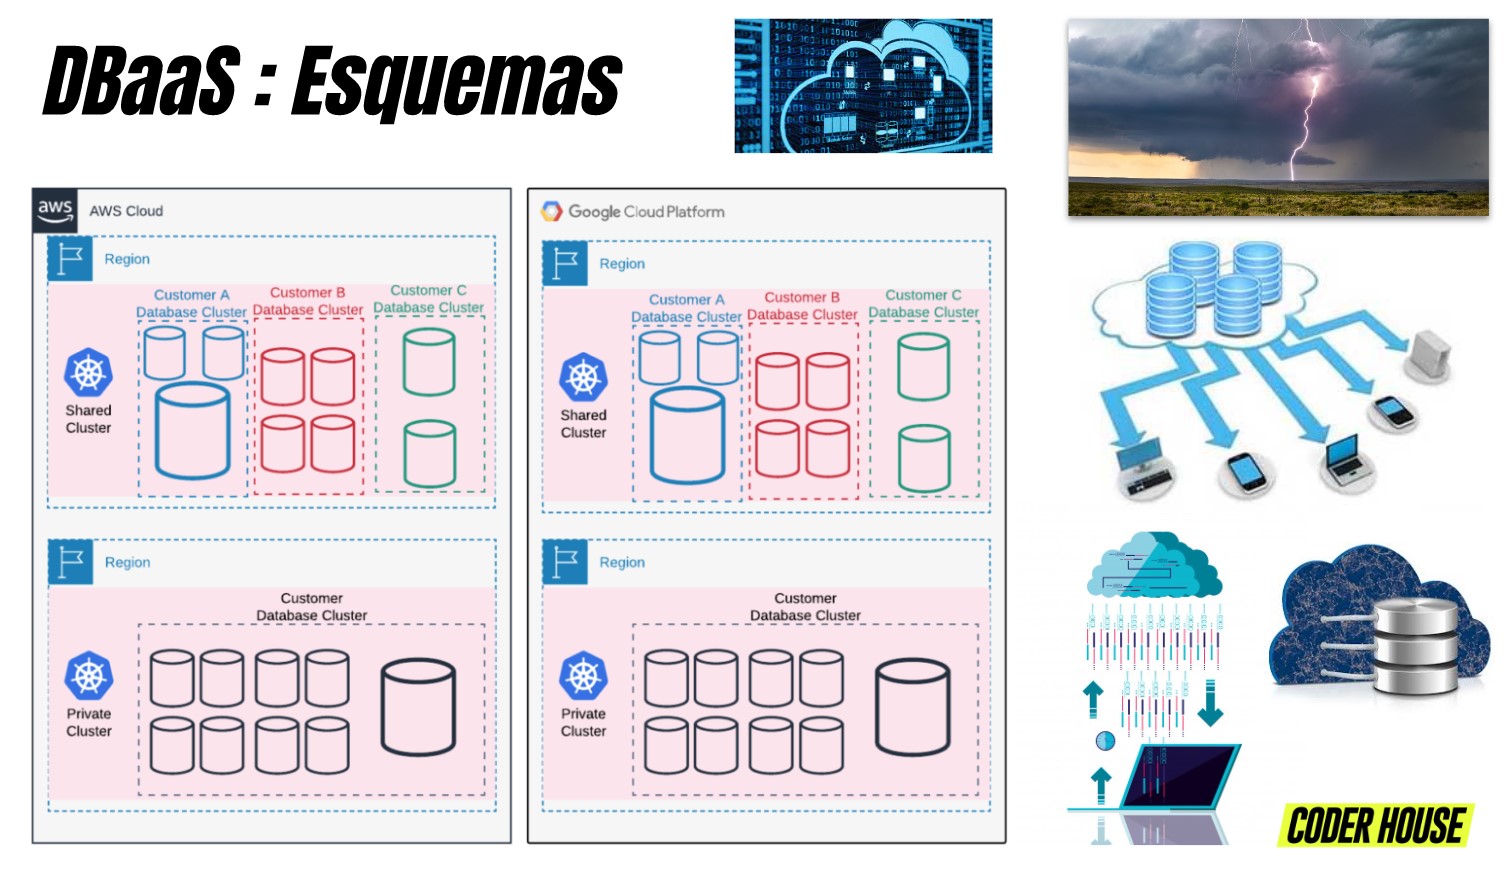 DBaaS : Esquemas
aws
AWS Cloud
Region
Customer A
Database Cluster
Customer B
Database Cluster
Customer C
Database Cluster
Shared
Cluster
Region
Customer
Database Cluster
Private
Cluster
Google Cloud Platform
Region
Customer A
Database Cluster
Customer B
Database Cluster
Customer C
Database Cluster
Shared
Cluster
Region
Customer
Database Cluster
Private
Cluster
CODER HOUSE